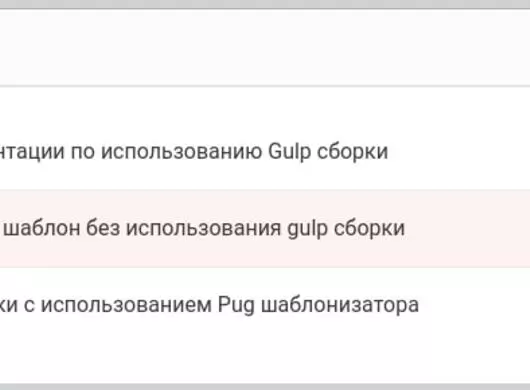 нтации по использованию Gulp сборки
шаблон без использования gulp сборки
ки с использованием Pug шаблонизатора